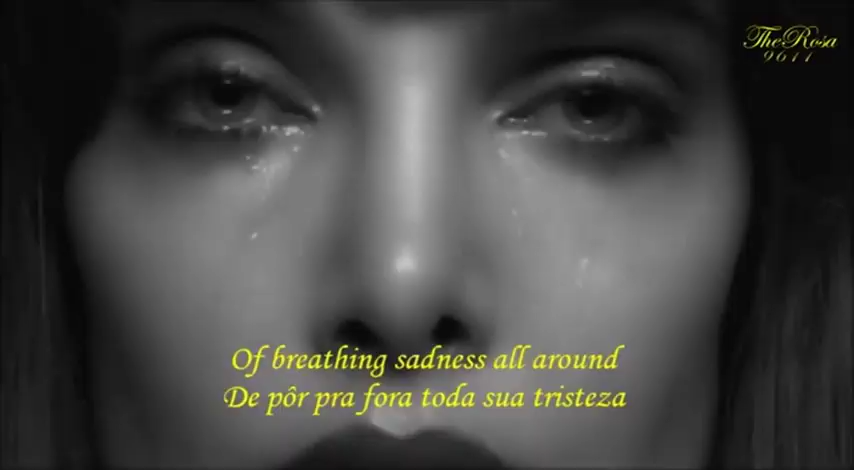 TheRosa
9611
Of breathing sadness all around
De pôr pra fora toda sua tristeza